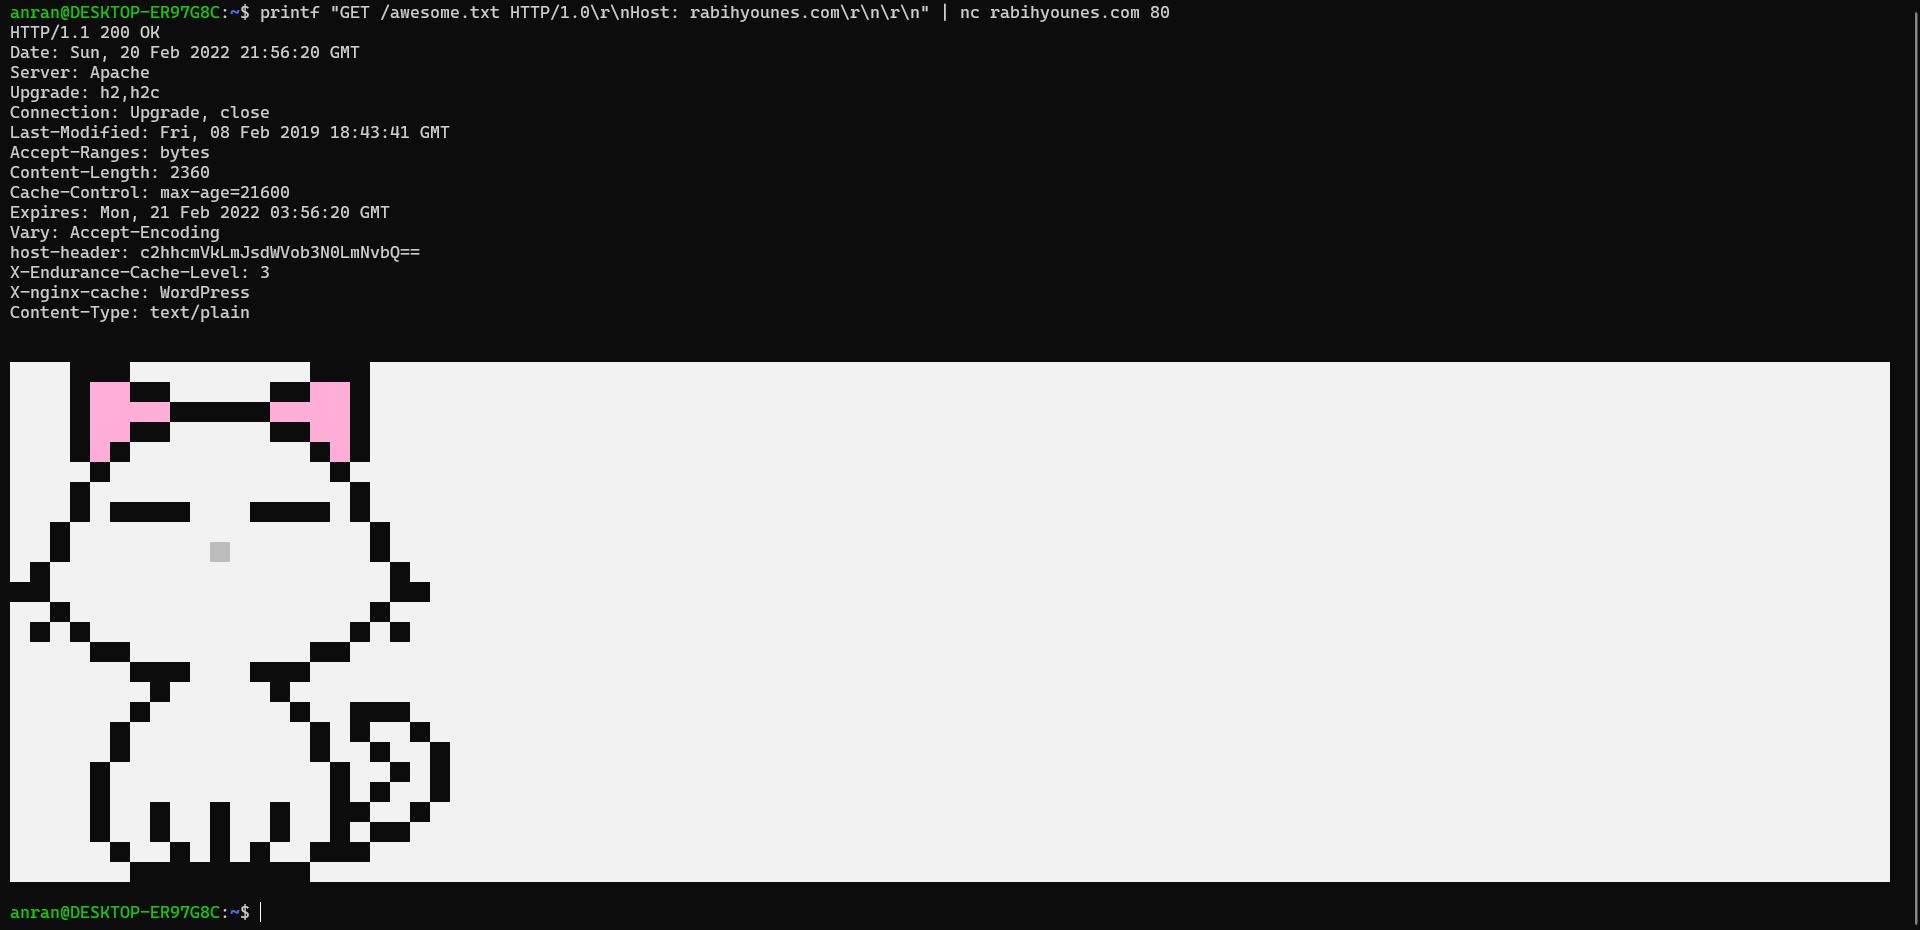 anran@DESKTOP-ER97G8C:~$ printf "GET /awesome.txt HTTP/1.0\r\nHost: rabihyounes.com\r\n\r\n" | nc rabihyounes.com 80
HTTP/1.1 200 OK
Date: Sun, 20 Feb 2022 21:56:20 GMT
Server: Apache
Upgrade: h2,h2c
Connection: Upgrade, close
Last-Modified: Fri, 08 Feb 2019 18:43:41 GMT
Accept-Ranges: bytes
Content-Length: 2360
Cache-Control: max-age=21600
Expires: Mon, 21 Feb 2022 03:56:20 GMT
Vary: Accept-Encoding
host-header: c2hhcmVkLmJsdWVob3N0LmNvbQ==
X-Endurance-Cache-Level: 3
X-nginx-cache: WordPress
Content-Type: text/plain
anran@DESKTOP-ER97G8C:~$